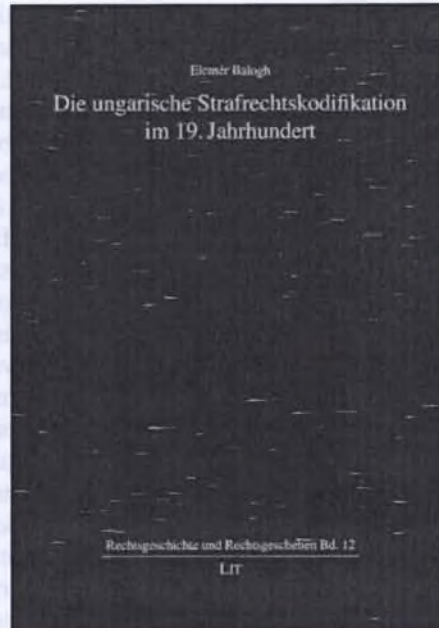 Elemér Balogh
Die ungarische Strafrechtskodifikation
im 19. Jahrhundert
Rechtsgeschichte und Rechtsgeschehen Bd. 12
LIT